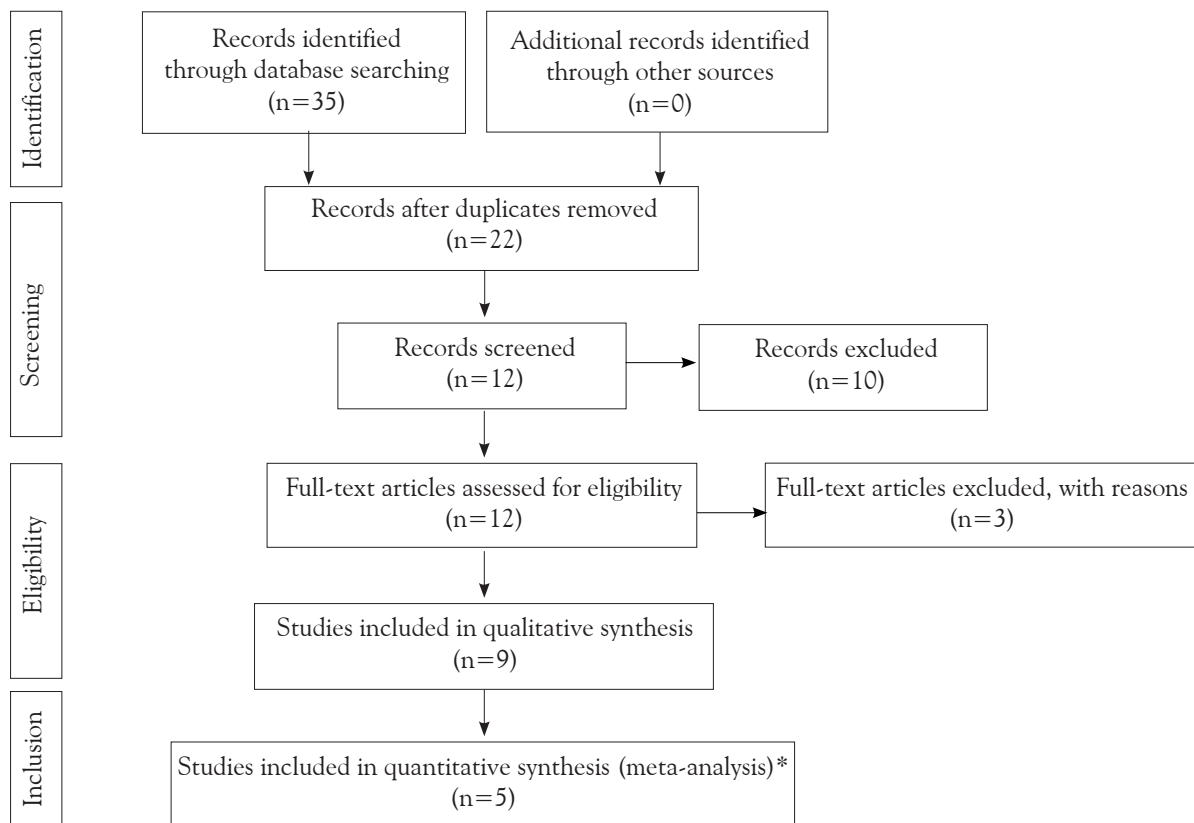 Identification
Records identified
through database searching
(n=35)
Additional records identified
through other sources
(n=0)
Screening
Records after duplicates removed
(n=22)
Records screened
(n=12)
Records excluded
(n=10)
Eligibility
Full-text articles assessed for eligibility
(n=12)
Full-text articles excluded, with reasons
(n=3)
Studies included in qualitative synthesis
(n=9)
Inclusion
Studies included in quantitative synthesis (meta-analysis)*
(n=5)